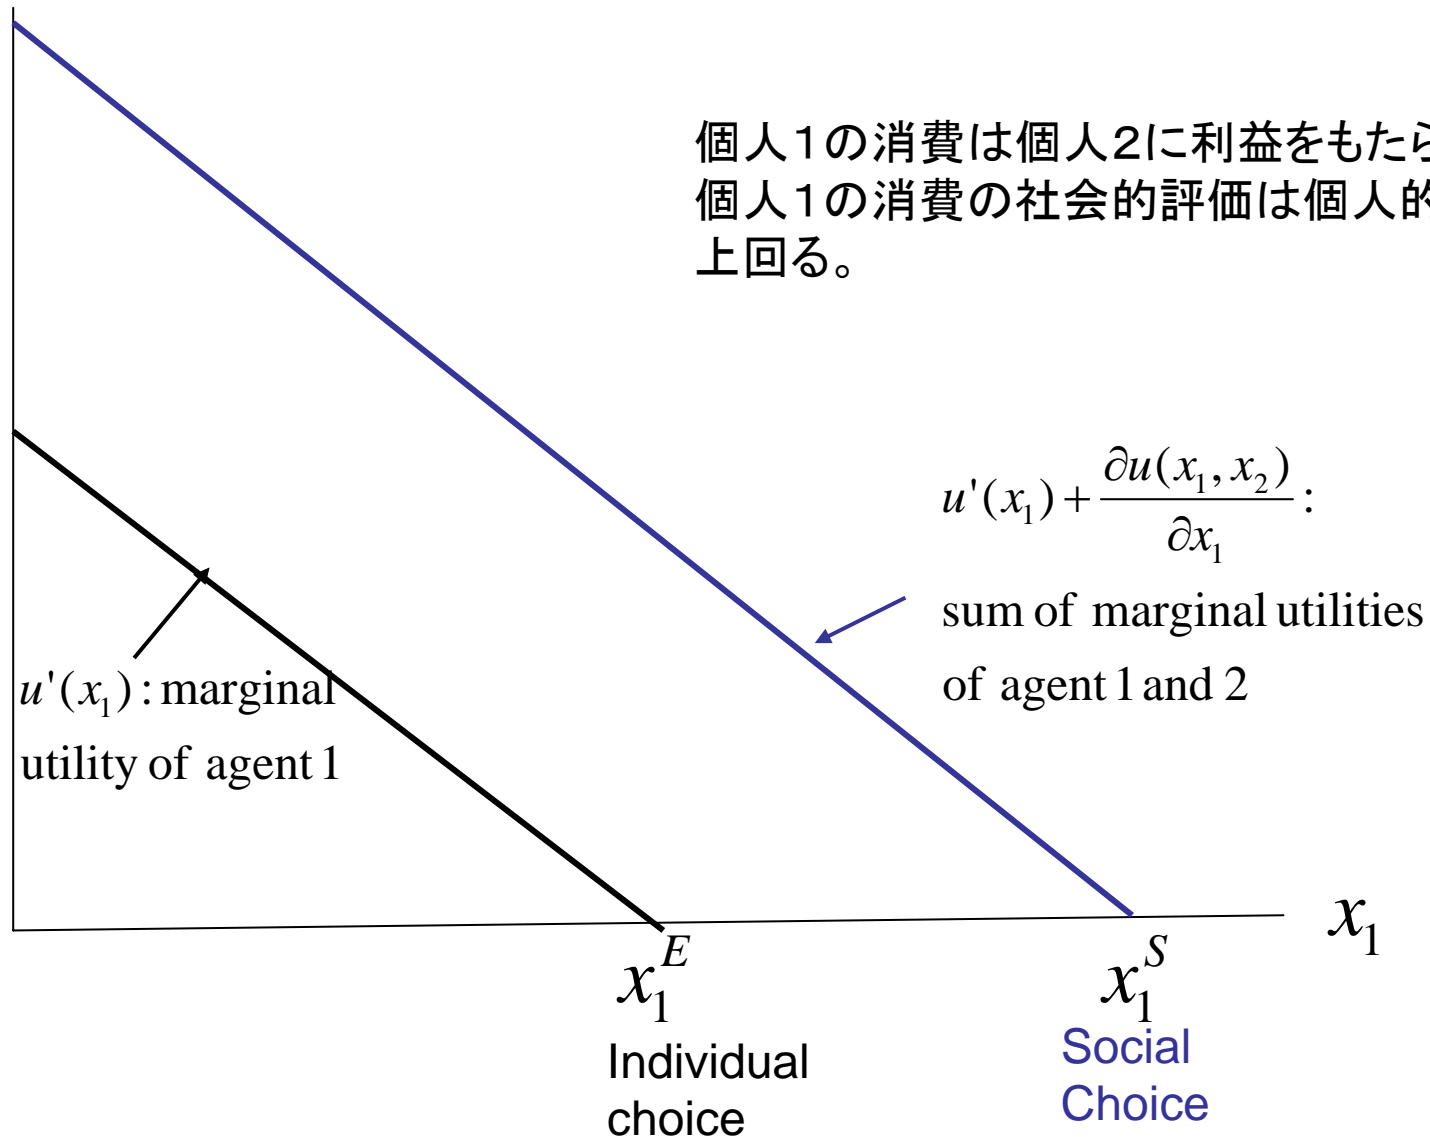 個人1の消費は個人2に利益をもたら
個人1の消費の社会的評価は個人的
上回る。
u'(x₁) + ∂u(x₁, x₂)/∂x₁ :
sum of marginal utilities
of agent 1 and 2
u'(x₁) : marginal
utility of agent 1
x₁
x₁ᴱ
Individual
choice
x₁ˢ
Social
Choice